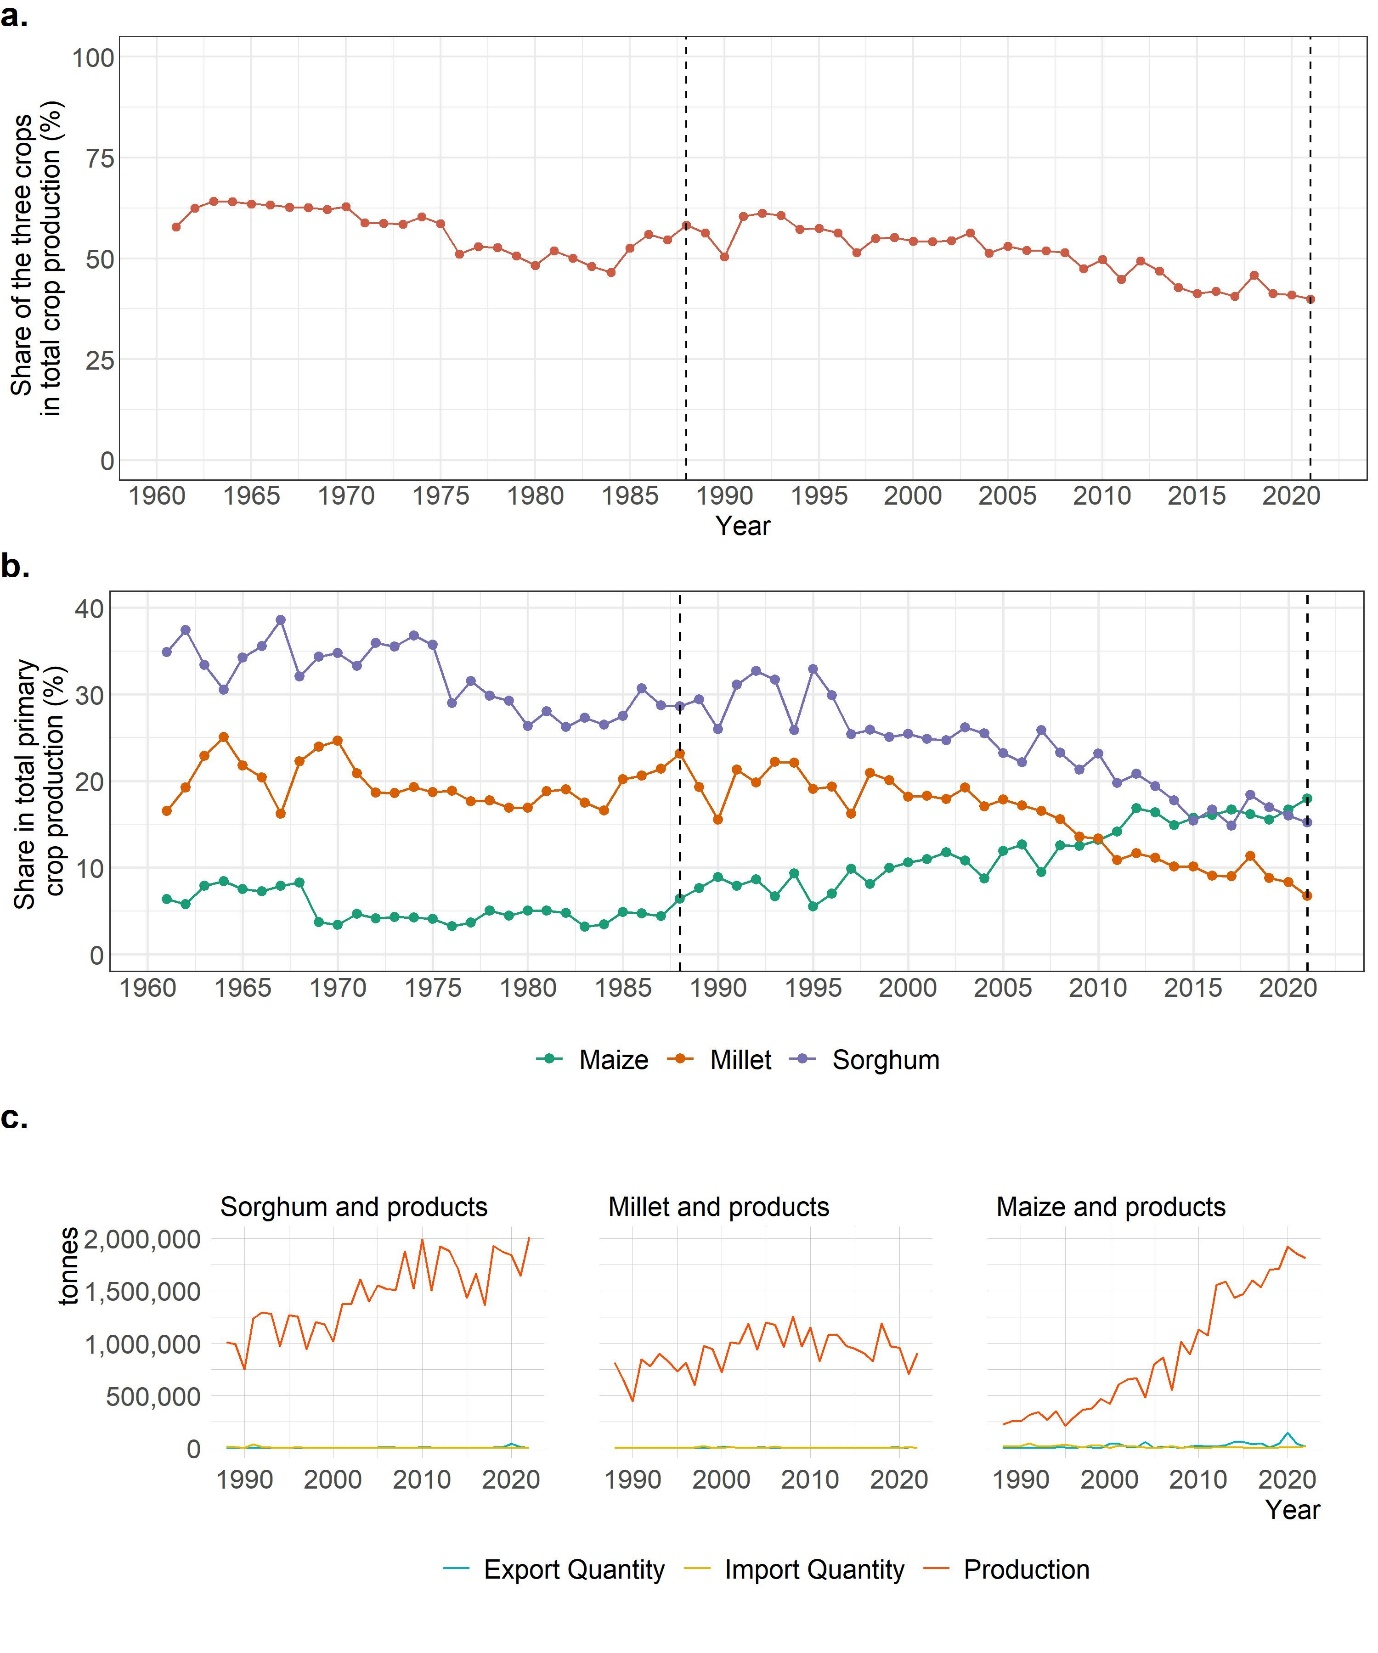 a.
Share of the three crops
in total crop production (%)
100
75
50
25
0
1960 1965 1970 1975 1980 1985 1990 1995 2000 2005 2010 2015 2020
Year
b.
Share in total primary
crop production (%)
40
30
20
10
0
1960 1965 1970 1975 1980 1985 1990 1995 2000 2005 2010 2015 2020
Maize Millet Sorghum
c.
Sorghum and products Millet and products Maize and products
tonnes
2,000,000
1,500,000
1,000,000
500,000
0
1990 2000 2010 2020 1990 2000 2010 2020 1990 2000 2010 2020
Year
Export Quantity Import Quantity Production